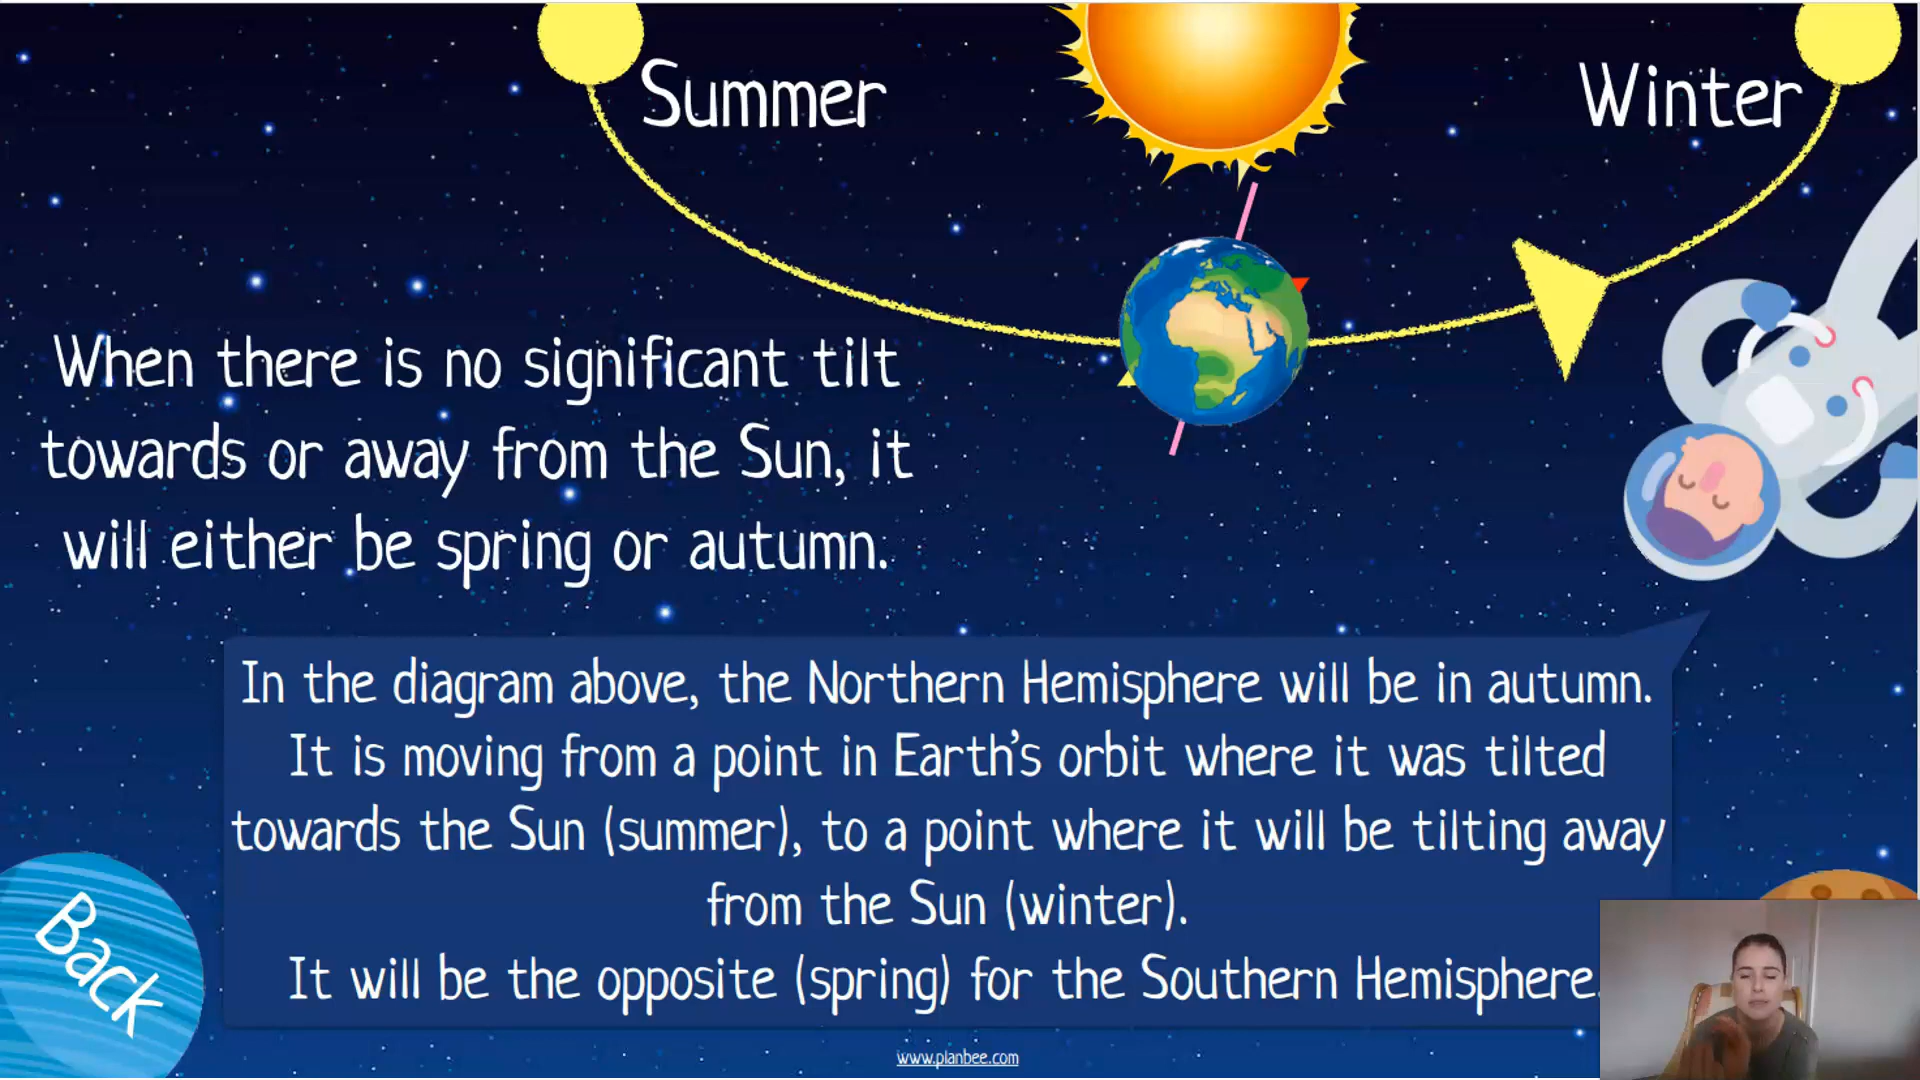 Summer
Winter
When there is no significant tilt
towards or away from the Sun, it
will either be spring or autumn.
In the diagram above, the Northern Hemisphere will be in autumn.
It is moving from a point in Earth's orbit where it was tilted
towards the Sun (summer), to a point where it will be tilting away
from the Sun (winter).
It will be the opposite (spring) for the Southern Hemisphere.
Back
www.planbee.com